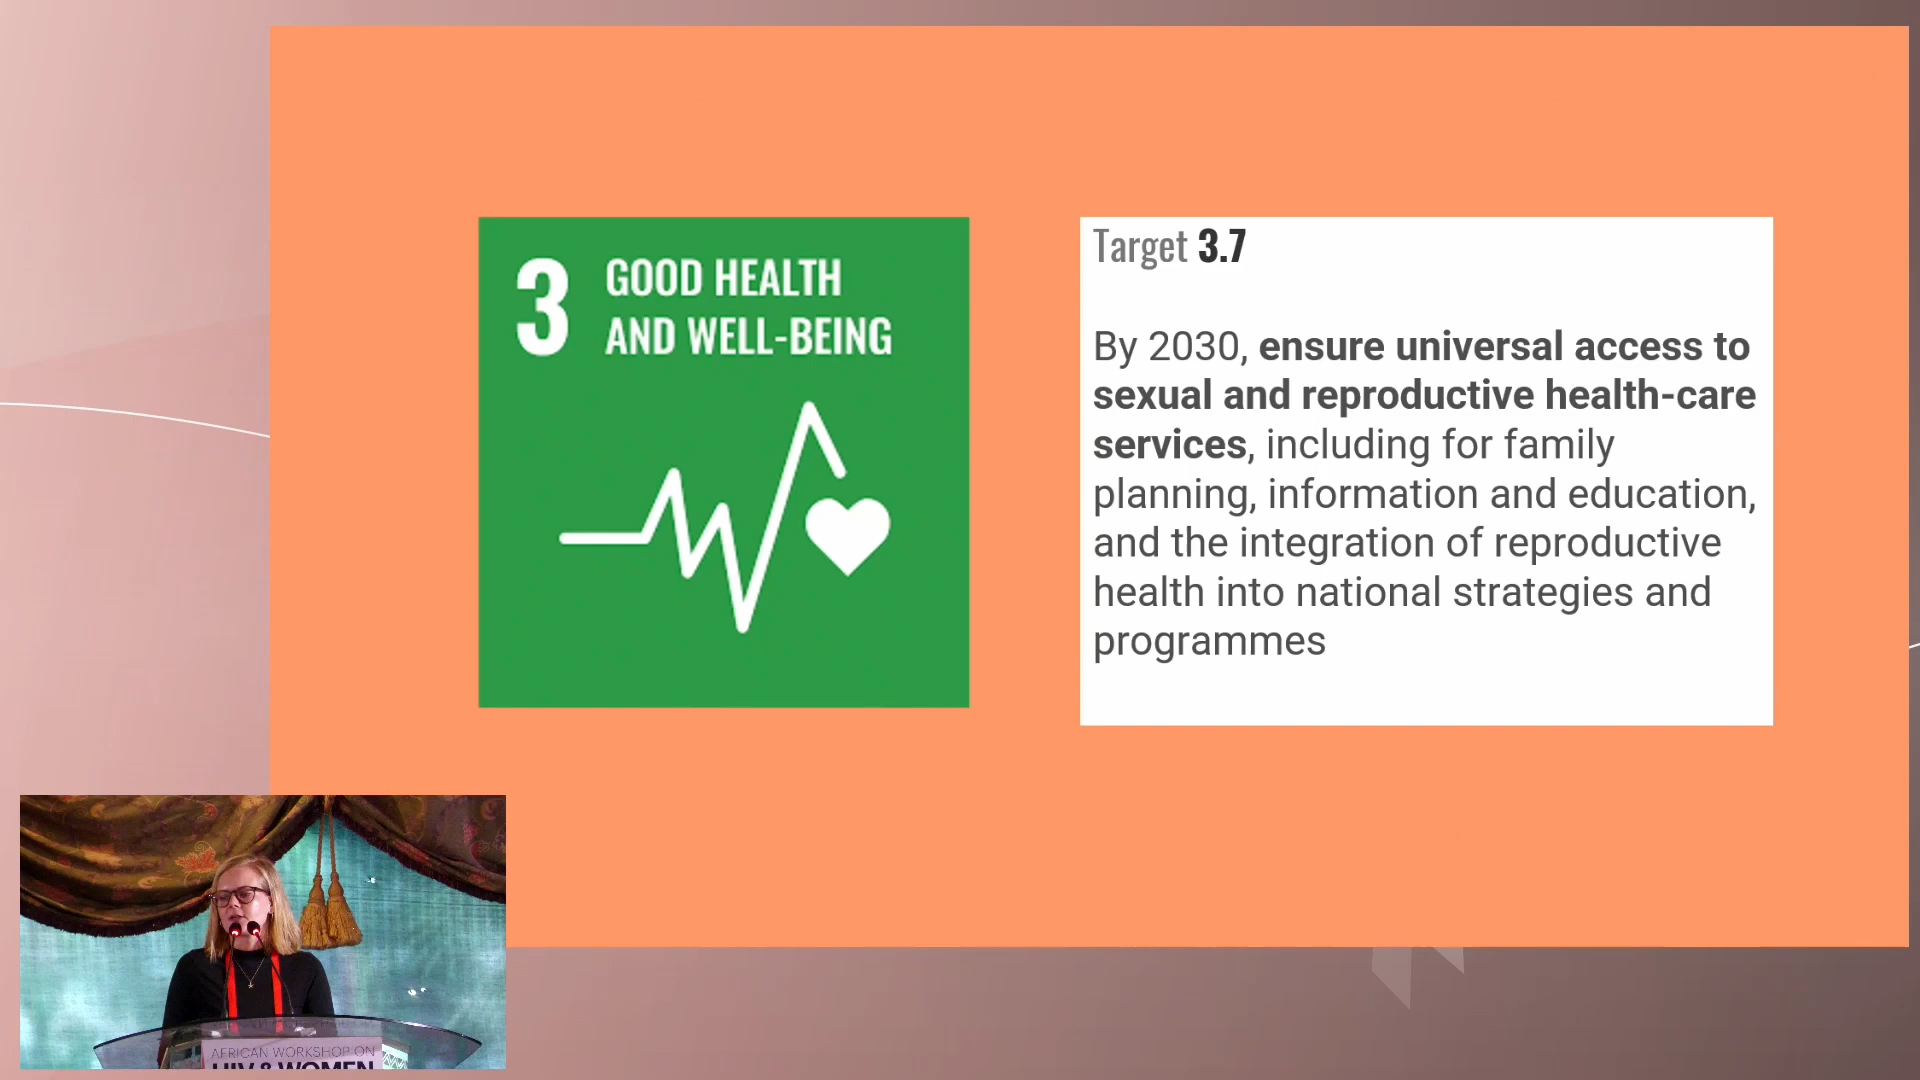 3 GOOD HEALTH
AND WELL-BEING
Target 3.7
By 2030, ensure universal access to
sexual and reproductive health-care
services, including for family
planning, information and education,
and the integration of reproductive
health into national strategies and
programmes
AFRICAN WORKSHOP ON
HIV & WOMEN